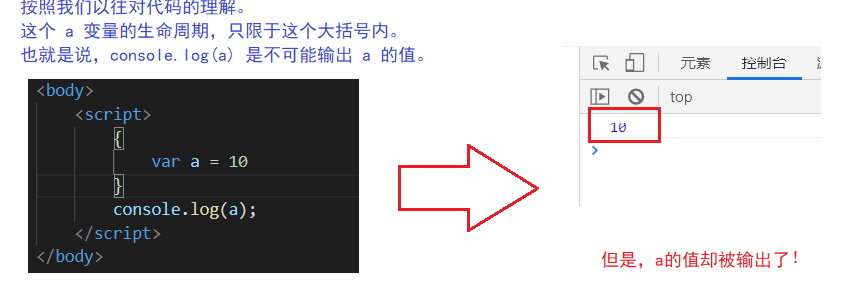 按照我们以往对代码的理解。
这个 a 变量的生命周期，只限于这个大括号内。
也就是说，console.log(a) 是不可能输出 a 的值。
<body>
<script>
{
var a = 10
}
console.log(a);
</script>
</body>
元素 控制台
top
10
>
但是，a的值却被输出了！